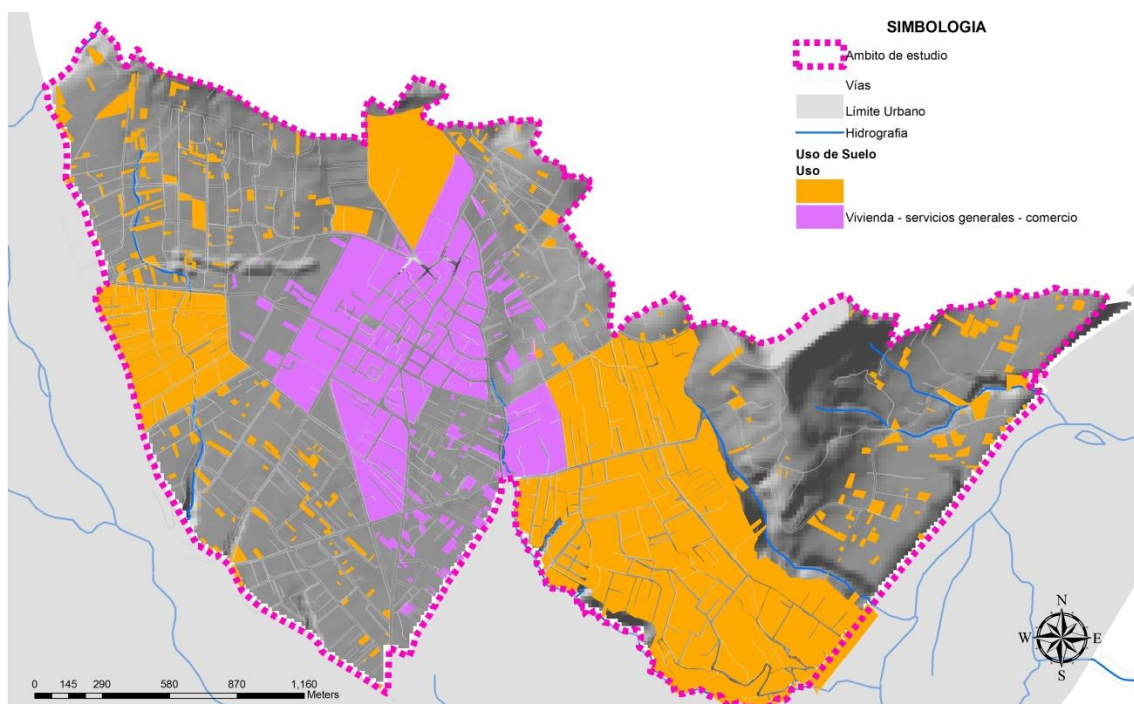 SIMBOLOGIA
Ambito de estudio
Vías
Límite Urbano
Hidrografia
Uso de Suelo
Uso
Vivienda - servicios generales - comercio
N
W E
S
0 145 290 580 870 1,160
Meters